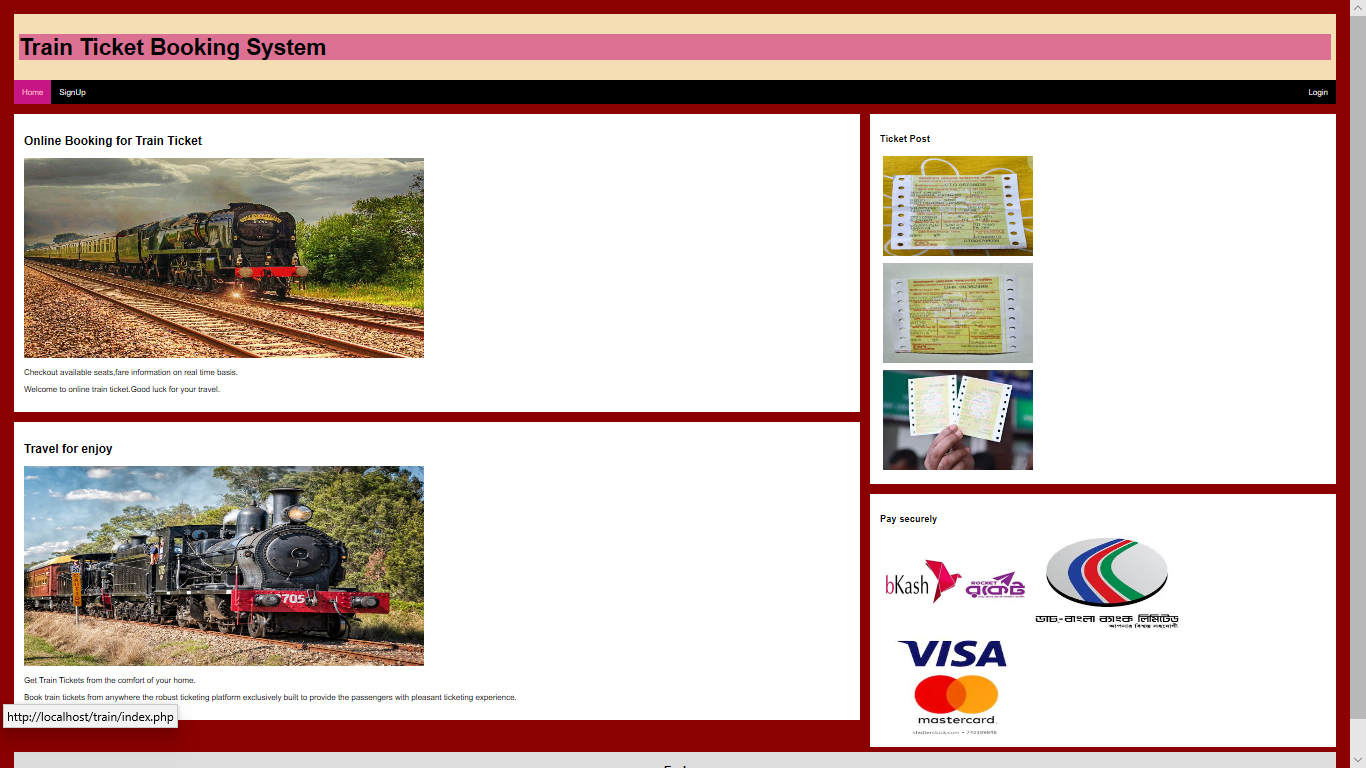 Train Ticket Booking System
Home
SignUp
Login
Online Booking for Train Ticket
Checkout available seats,fare information on real time basis.
Welcome to online train ticket.Good luck for your travel.
Travel for enjoy
705
Get Train Tickets from the comfort of your home.
Book train tickets from anywhere the robust ticketing platform exclusively built to provide the passengers with pleasant ticketing experience.
http://localhost/train/index.php
Ticket Post
Pay securely
bKash
ROCKET
রকেট
ডাচ্-বাংলা ব্যাংক লিমিটেড
আপনার বিশ্বস্ত সহযোগী
VISA
mastercard.